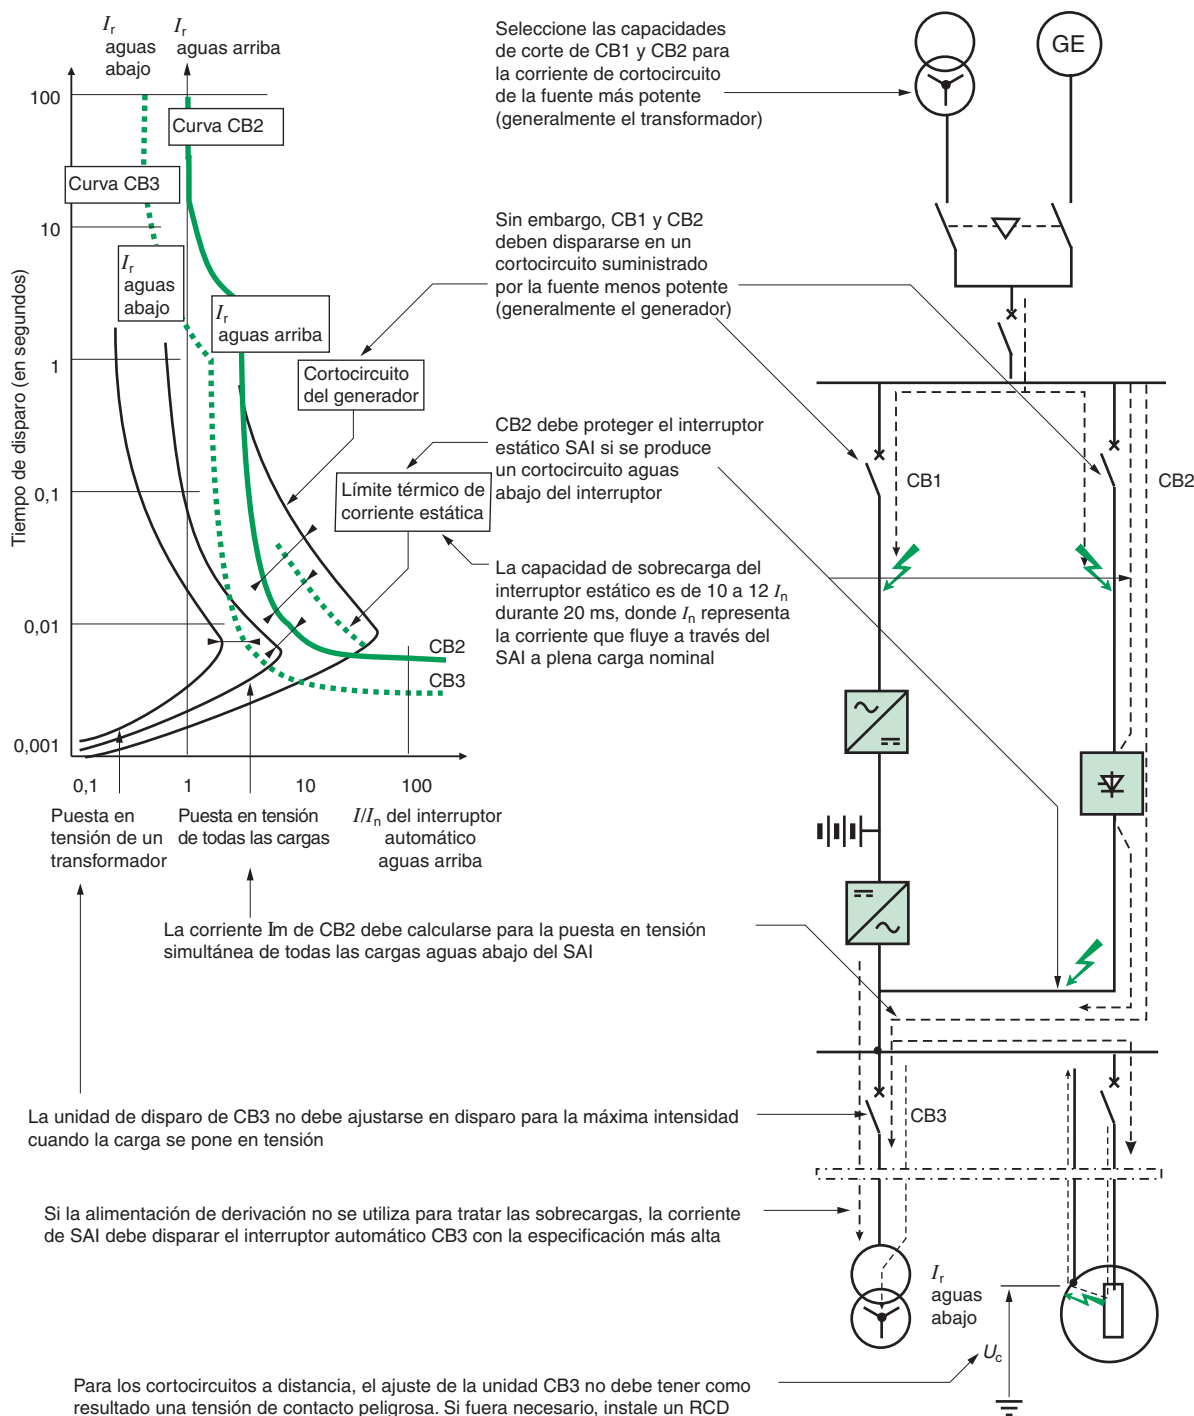 I_r
aguas
abajo
I_r
aguas arriba
Seleccione las capacidades
de corte de CB1 y CB2 para
la corriente de cortocircuito
de la fuente más potente
(generalmente el transformador)
GE
100
Curva CB2
Curva CB3
10
I_r
aguas
abajo
Sin embargo, CB1 y CB2
deben dispararse en un
cortocircuito suministrado
por la fuente menos potente
(generalmente el generador)
I_r
aguas arriba
1
Cortocircuito
del generador
CB2 debe proteger el interruptor
estático SAI si se produce
un cortocircuito aguas
abajo del interruptor
Tiempo de disparo (en segundos)
0,1
Límite térmico de
corriente estática
CB1
CB2
La capacidad de sobrecarga del
interruptor estático es de 10 a 12 I_n
durante 20 ms, donde I_n representa
la corriente que fluye a través del
SAI a plena carga nominal
0,01
CB2
CB3
0,001
0,1
1
10
100
Puesta en
tensión de un
transformador
Puesta en tensión
de todas las cargas
I/I_n del interruptor
automático
aguas arriba
La corriente Im de CB2 debe calcularse para la puesta en tensión
simultánea de todas las cargas aguas abajo del SAI
La unidad de disparo de CB3 no debe ajustarse en disparo para la máxima intensidad
cuando la carga se pone en tensión
CB3
Si la alimentación de derivación no se utiliza para tratar las sobrecargas, la corriente
de SAI debe disparar el interruptor automático CB3 con la especificación más alta
I_r
aguas
abajo
U_c
Para los cortocircuitos a distancia, el ajuste de la unidad CB3 no debe tener como
resultado una tensión de contacto peligrosa. Si fuera necesario, instale un RCD